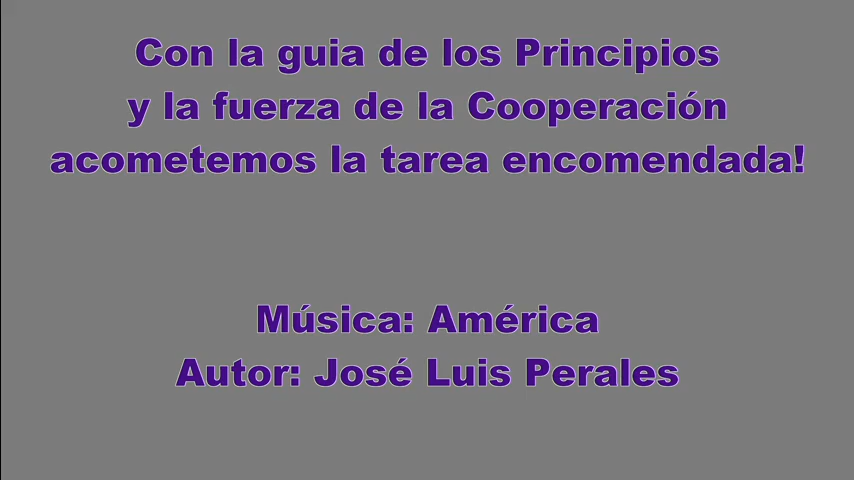 Con la guia de los Principios
y la fuerza de la Cooperación
acometemos la tarea encomendada!
Música: América
Autor: José Luis Perales